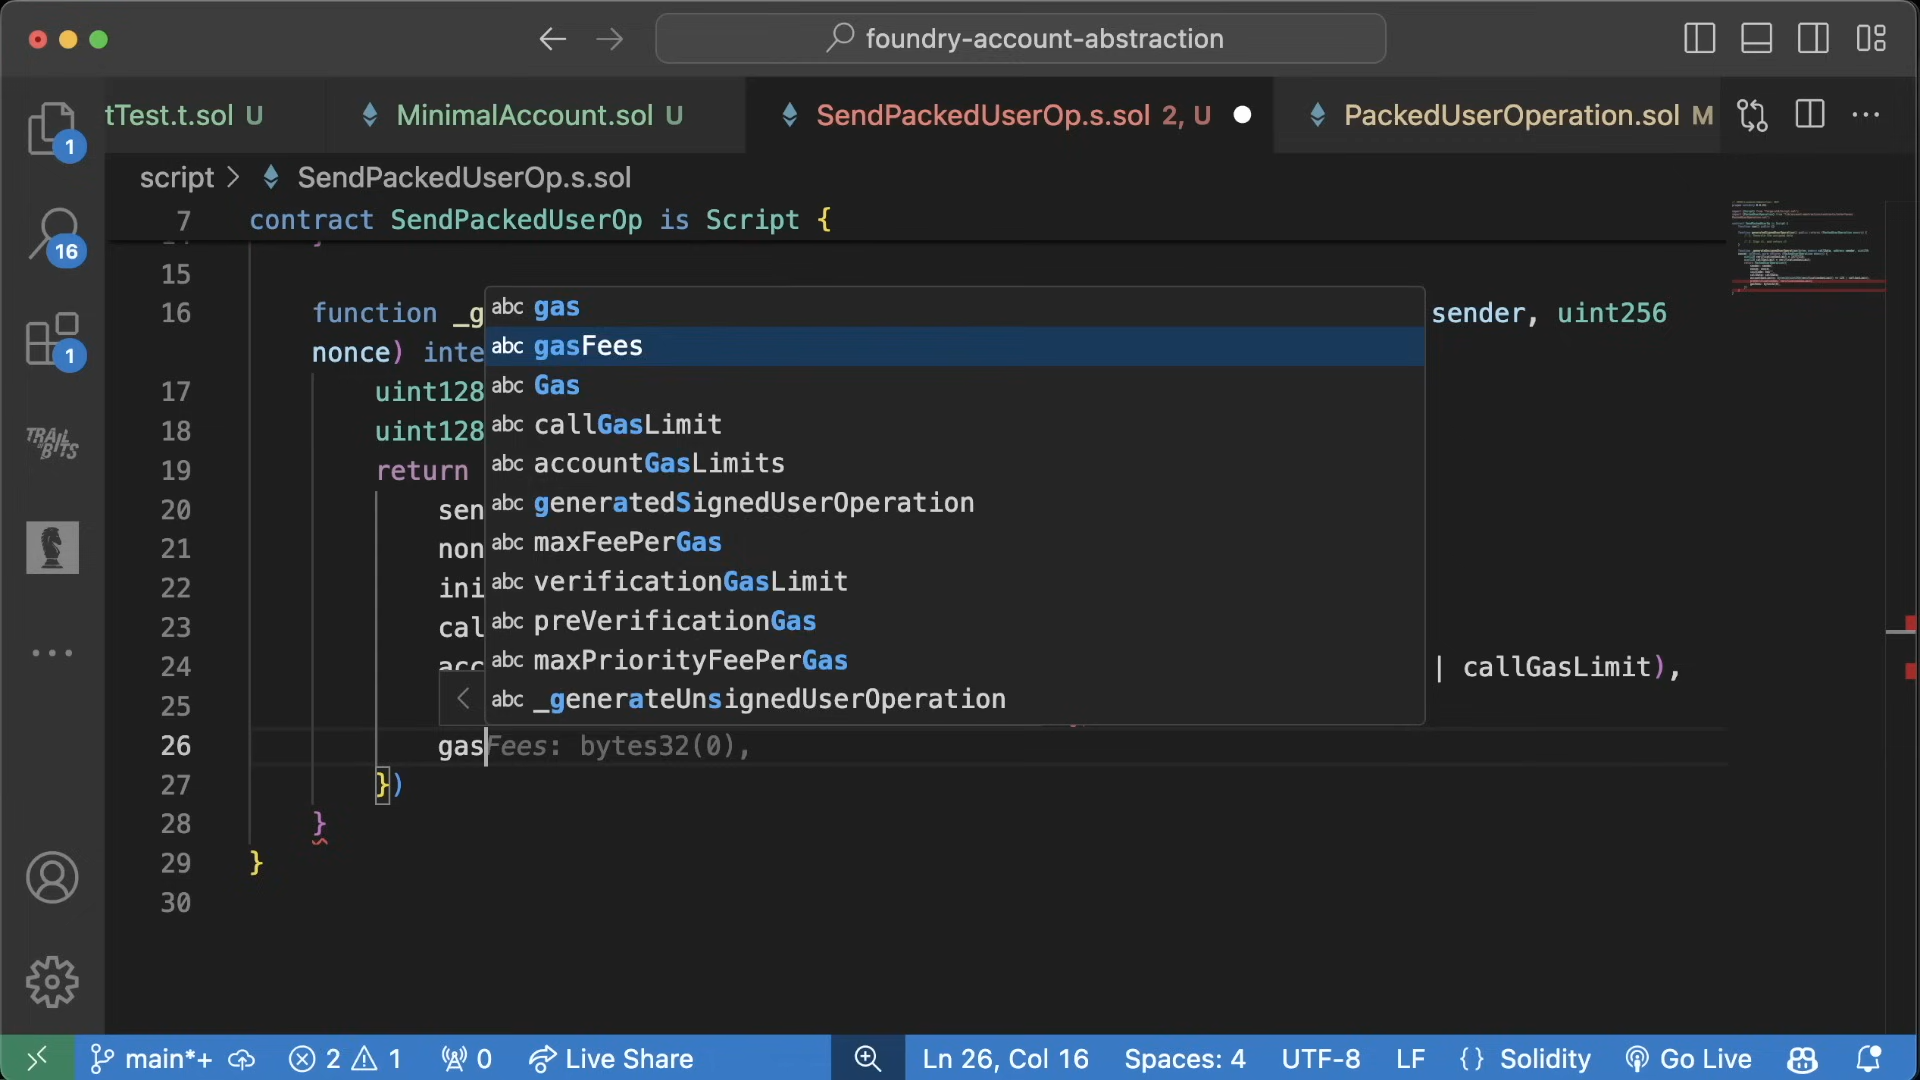 foundry-account-abstraction
tTest.t.sol U
MinimalAccount.sol U
SendPackedUserOp.s.sol 2, U
PackedUserOperation.sol M
script > SendPackedUserOp.s.sol
7 contract SendPackedUserOp is Script {
15
16 function _g sender, uint256
nonce) inte
17 uint128
18 uint128
19 return
20 sen
21 non
22 ini
23 cal
24 acc | callGasLimit),
25
26 gasFees: bytes32(0),
27 })
28 }
29 }
30
abc gas
abc gasFees
abc Gas
abc callGasLimit
abc accountGasLimits
abc generatedSignedUserOperation
abc maxFeePerGas
abc verificationGasLimit
abc preVerificationGas
abc maxPriorityFeePerGas
abc _generateUnsignedUserOperation
1
16
1
TRAIL
OF
BITS
main*+ 2 1 0 Live Share Ln 26, Col 16 Spaces: 4 UTF-8 LF {} Solidity Go Live